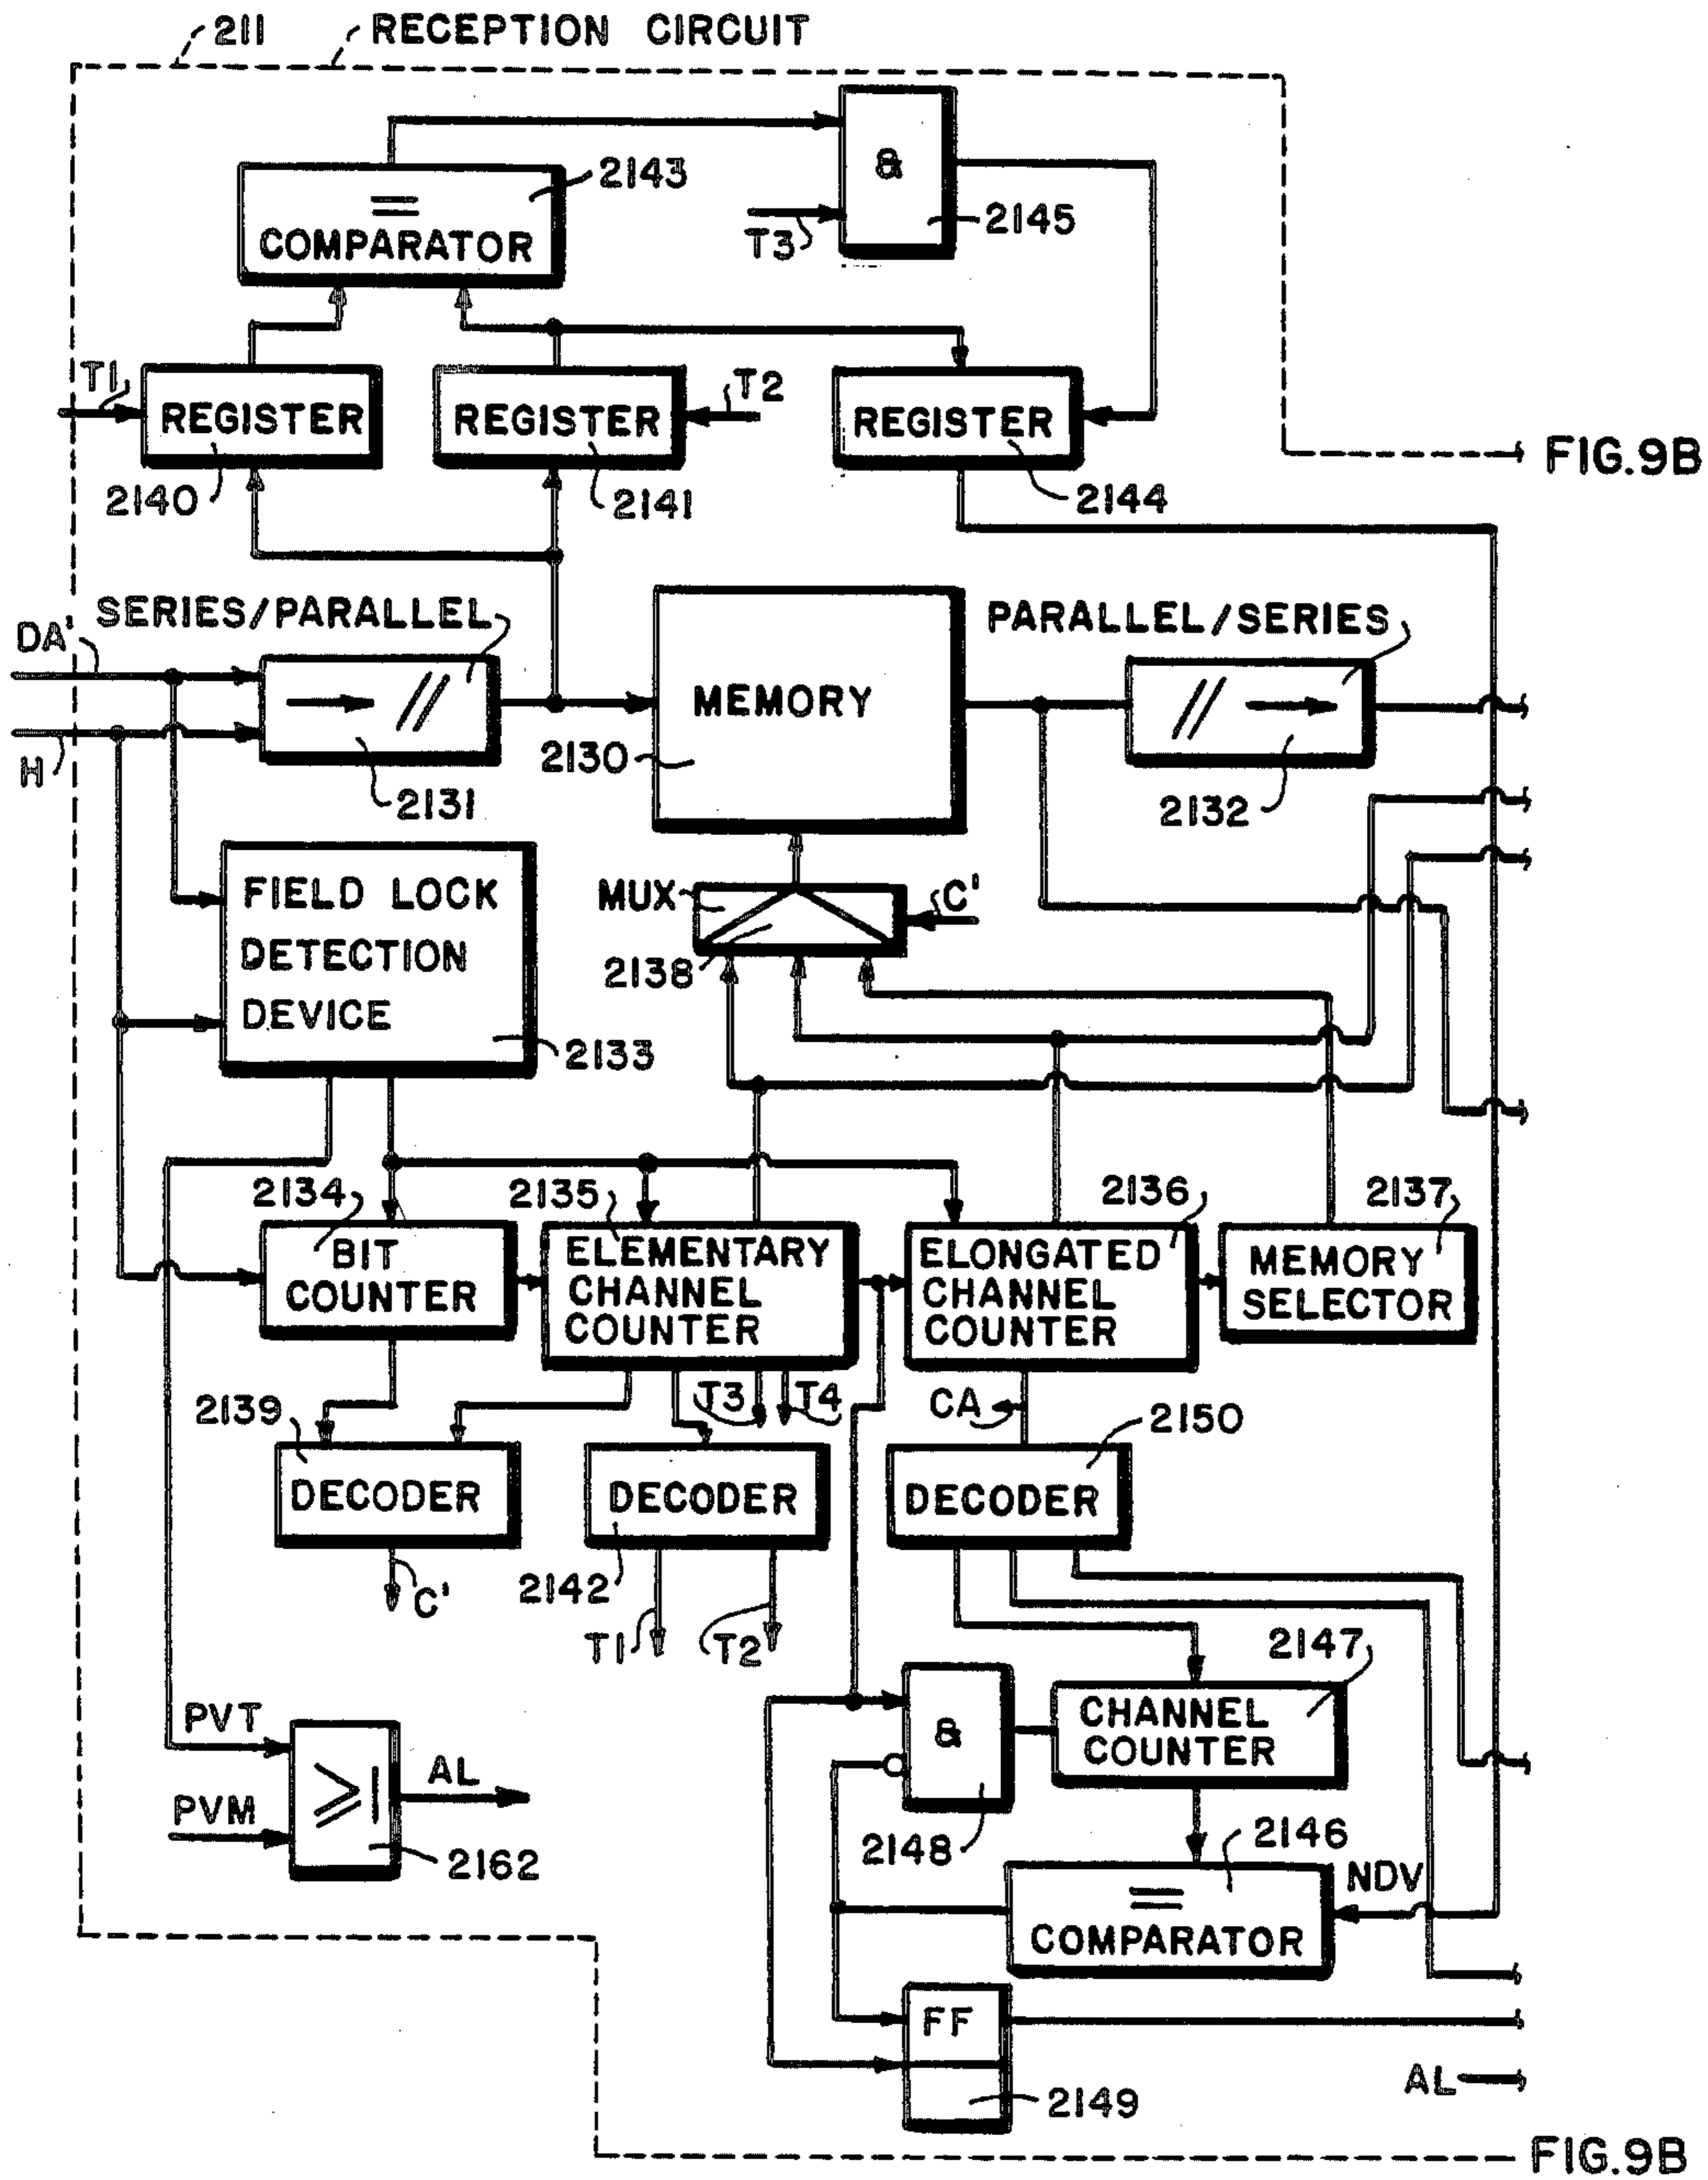 211 RECEPTION CIRCUIT
&
2143
=
COMPARATOR
2145
T3
T1
REGISTER
2140
REGISTER
2141
T2
REGISTER
2144
FIG.9B
SERIES/PARALLEL
DA'
H
→ //
2131
MEMORY
2130
PARALLEL/SERIES
// →
2132
FIELD LOCK
DETECTION
DEVICE
2133
MUX
C'
2138
2134
BIT
COUNTER
2135
ELEMENTARY
CHANNEL
COUNTER
2136
ELONGATED
CHANNEL
COUNTER
2137
MEMORY
SELECTOR
T3
T4
CA
2139
DECODER
C'
DECODER
2142
T1
T2
2150
DECODER
2147
CHANNEL
COUNTER
&
2148
PVT
PVM
≥1
AL
2162
2146
=
COMPARATOR
NDV
FF
2149
AL
FIG.9B